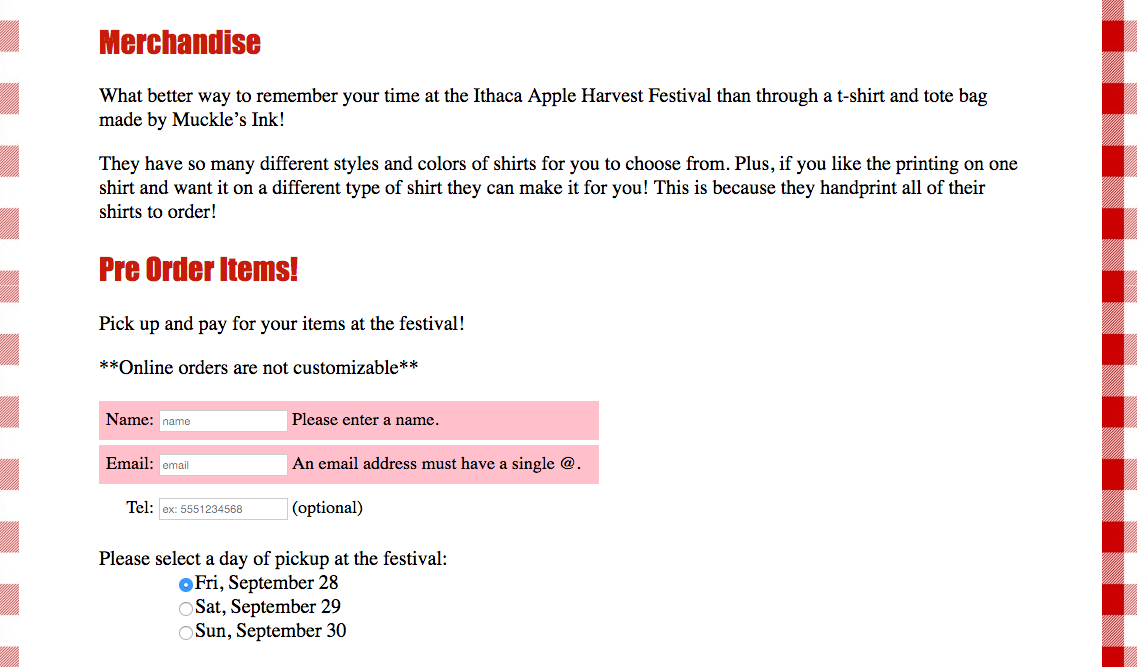 Merchandise
What better way to remember your time at the Ithaca Apple Harvest Festival than through a t-shirt and tote bag
made by Muckle’s Ink!
They have so many different styles and colors of shirts for you to choose from. Plus, if you like the printing on one
shirt and want it on a different type of shirt they can make it for you! This is because they handprint all of their
shirts to order!
Pre Order Items!
Pick up and pay for your items at the festival!
**Online orders are not customizable**
Name: name Please enter a name.
Email: email An email address must have a single @.
Tel: ex: 5551234568 (optional)
Please select a day of pickup at the festival:
Fri, September 28
Sat, September 29
Sun, September 30